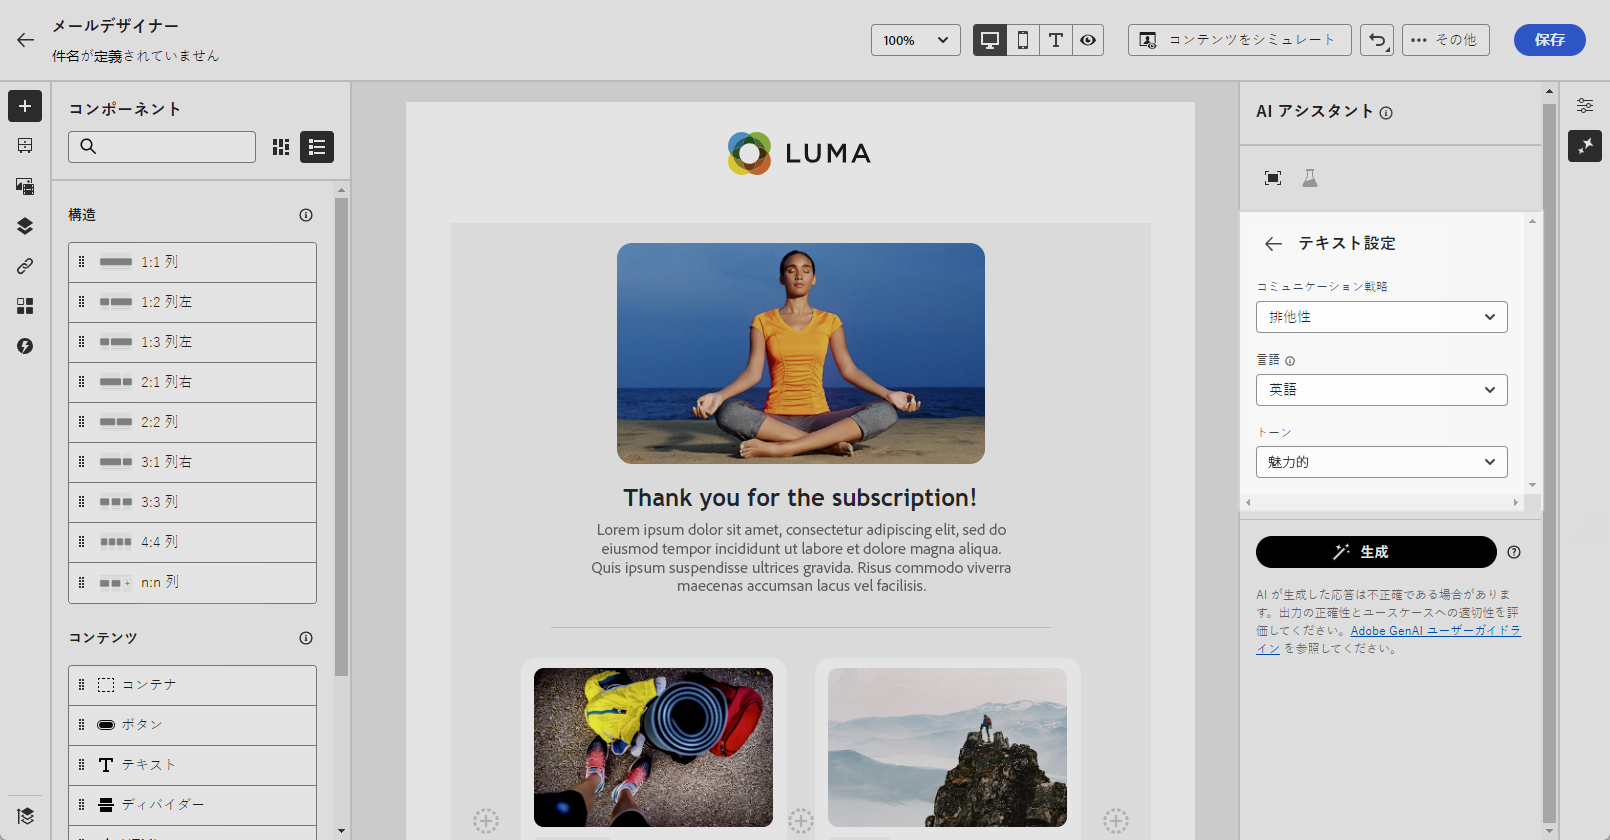 メールデザイナー
件名が定義されていません
100%
コンテンツをシミュレート
その他
保存
コンポーネント
構造
1:1 列
1:2 列左
1:3 列左
2:1 列右
2:2 列
3:1 列右
3:3 列
4:4 列
n:n 列
コンテンツ
コンテナ
ボタン
テキスト
ディバイダー
LUMA
Thank you for the subscription!
Lorem ipsum dolor sit amet, consectetur adipiscing elit, sed do
eiusmod tempor incididunt ut labore et dolore magna aliqua.
Quis ipsum suspendisse ultrices gravida. Risus commodo viverra
maecenas accumsan lacus vel facilisis.
AI アシスタント
テキスト設定
コミュニケーション戦略
排他性
言語
英語
トーン
魅力的
生成
AI が生成した応答は不正確である場合がありま
す。出力の正確性とユースケースへの適切性を評
価してください。Adobe GenAI ユーザーガイドラ
イン を参照してください。